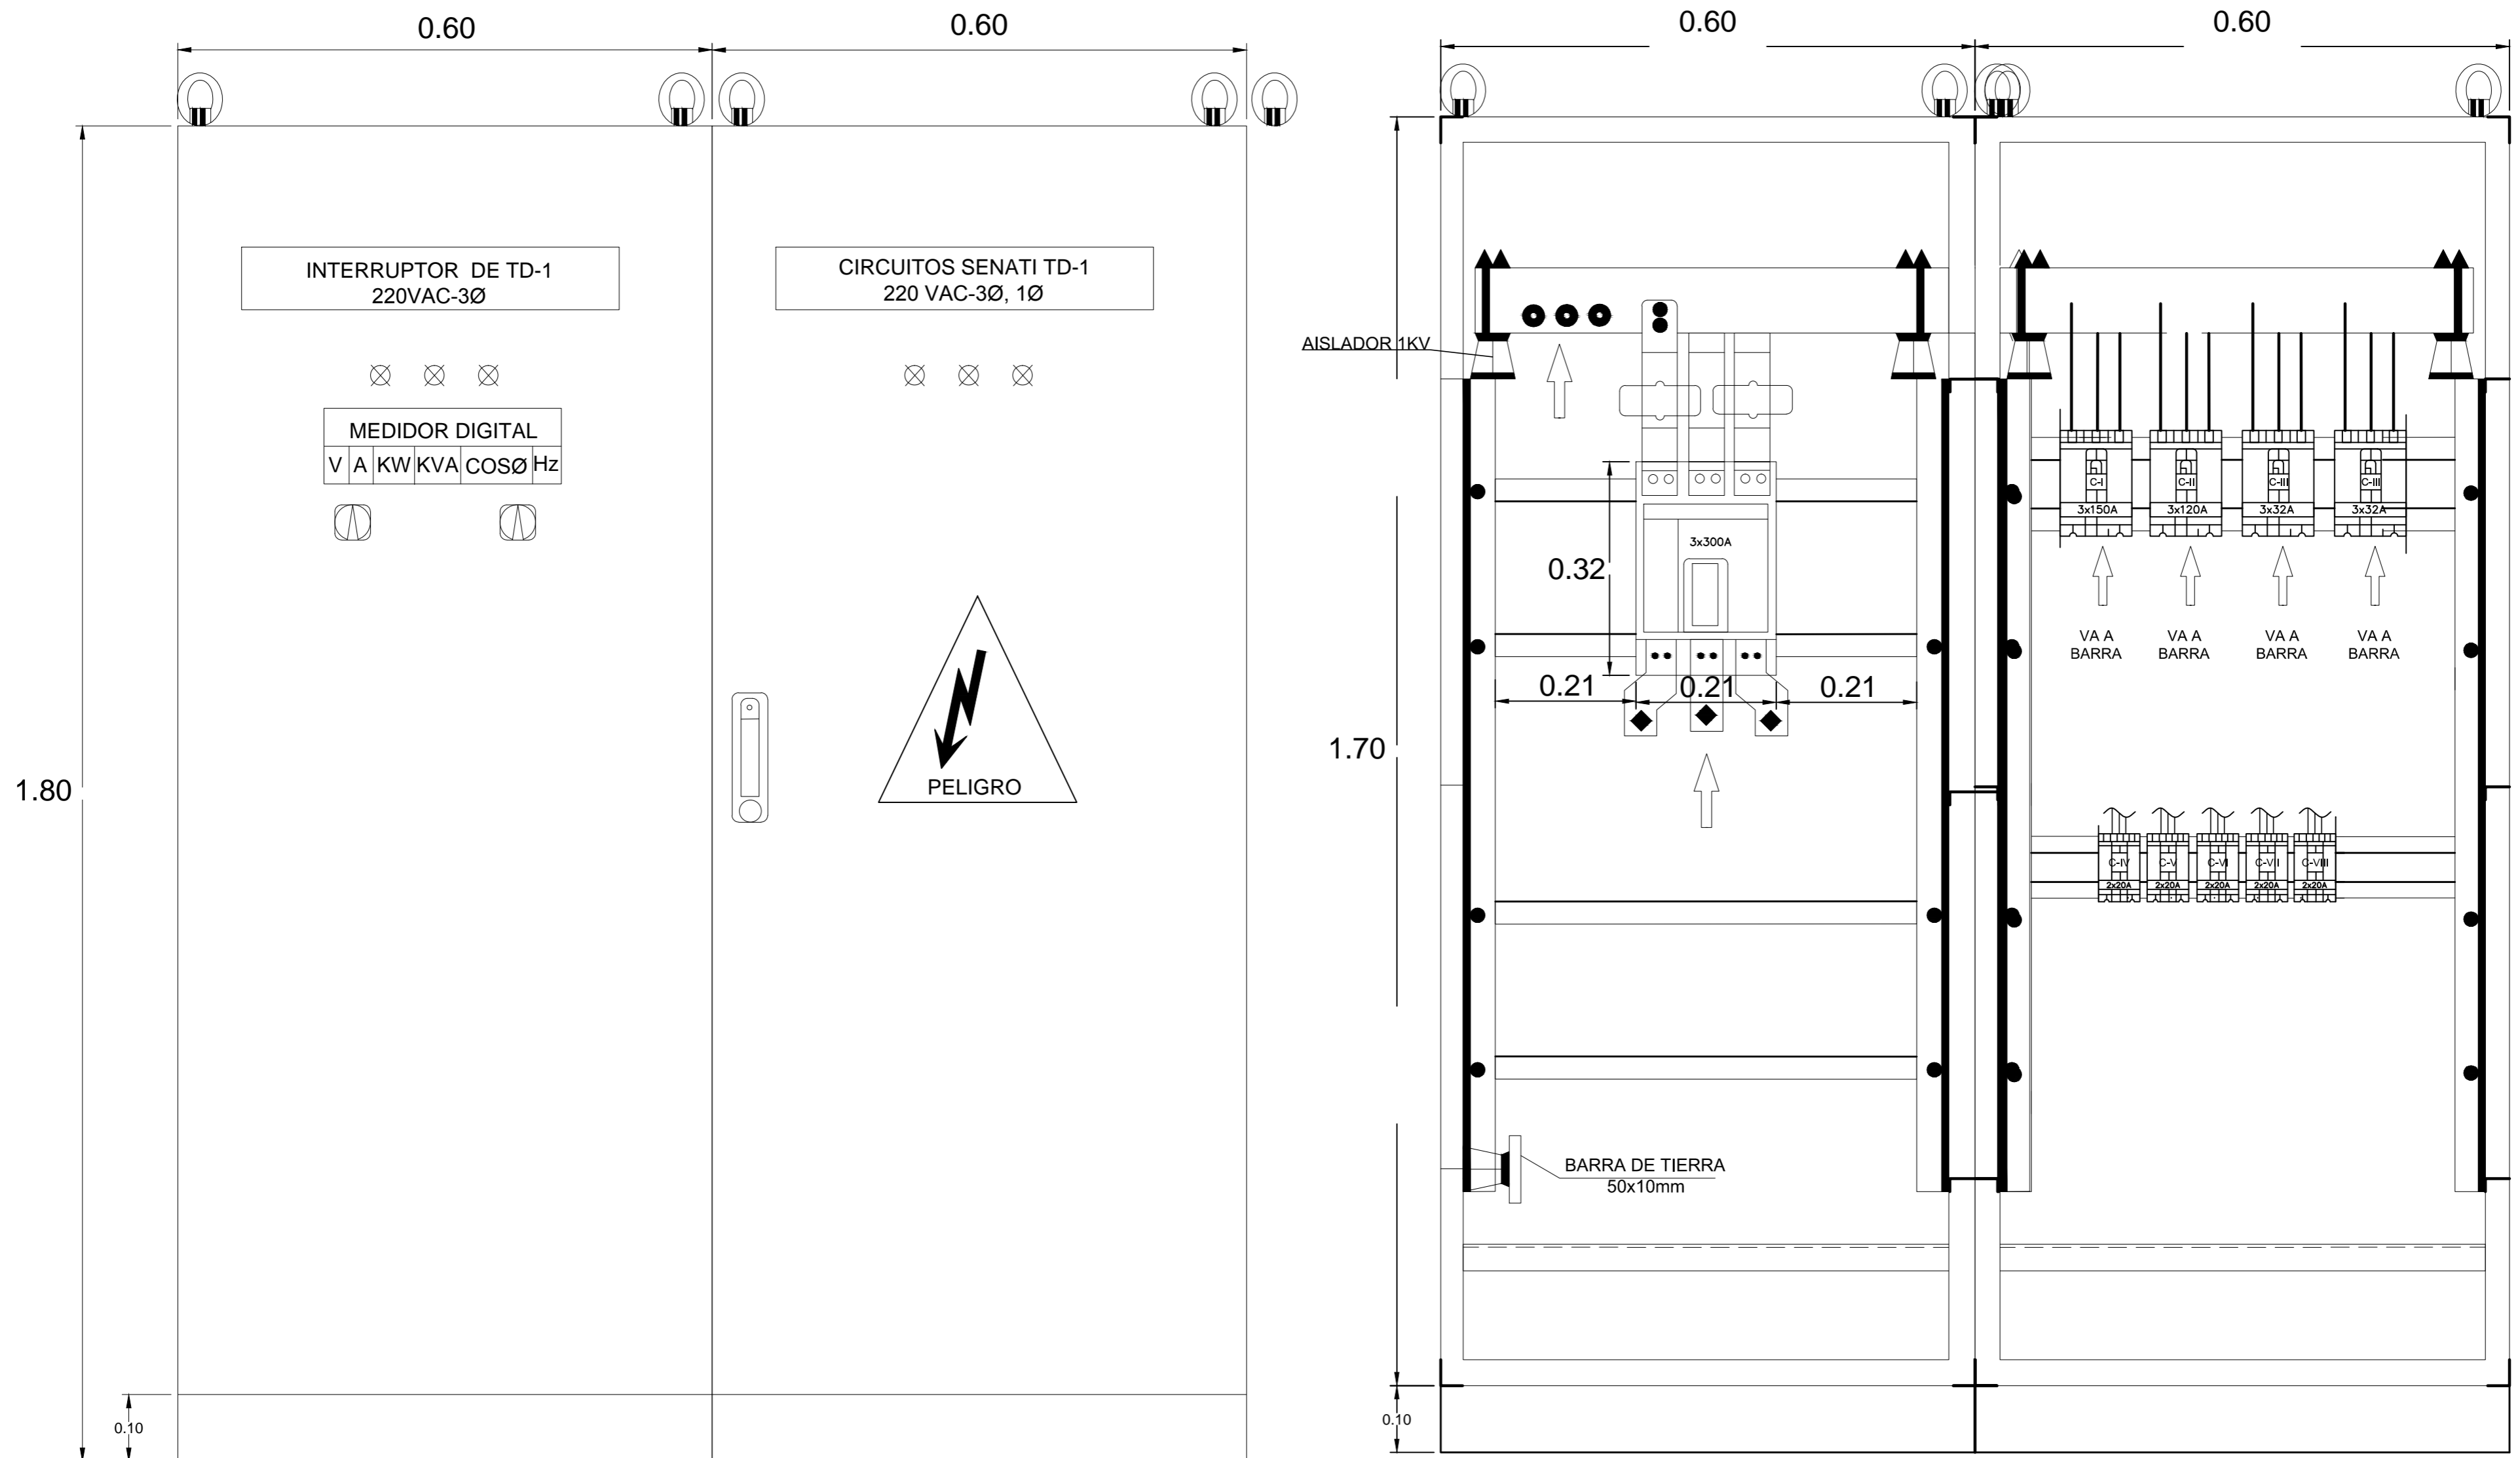 0.60
0.60
0.60
0.60
INTERRUPTOR DE TD-1
220VAC-3Ø
CIRCUITOS SENATI TD-1
220 VAC-3Ø, 1Ø
AISLADOR 1KV
MEDIDOR DIGITAL
V A KW KVA COSØ Hz
C-I
C-II
C-III
C-III
3x150A
3x120A
3x32A
3x32A
3x300A
0.32
VA A
BARRA
VA A
BARRA
VA A
BARRA
VA A
BARRA
0.21
0.21
0.21
1.70
PELIGRO
1.80
C-IV
C-V
C-VI
C-VII
C-VIII
2x20A
2x20A
2x20A
2x20A
2x20A
BARRA DE TIERRA
50x10mm
0.10
0.10